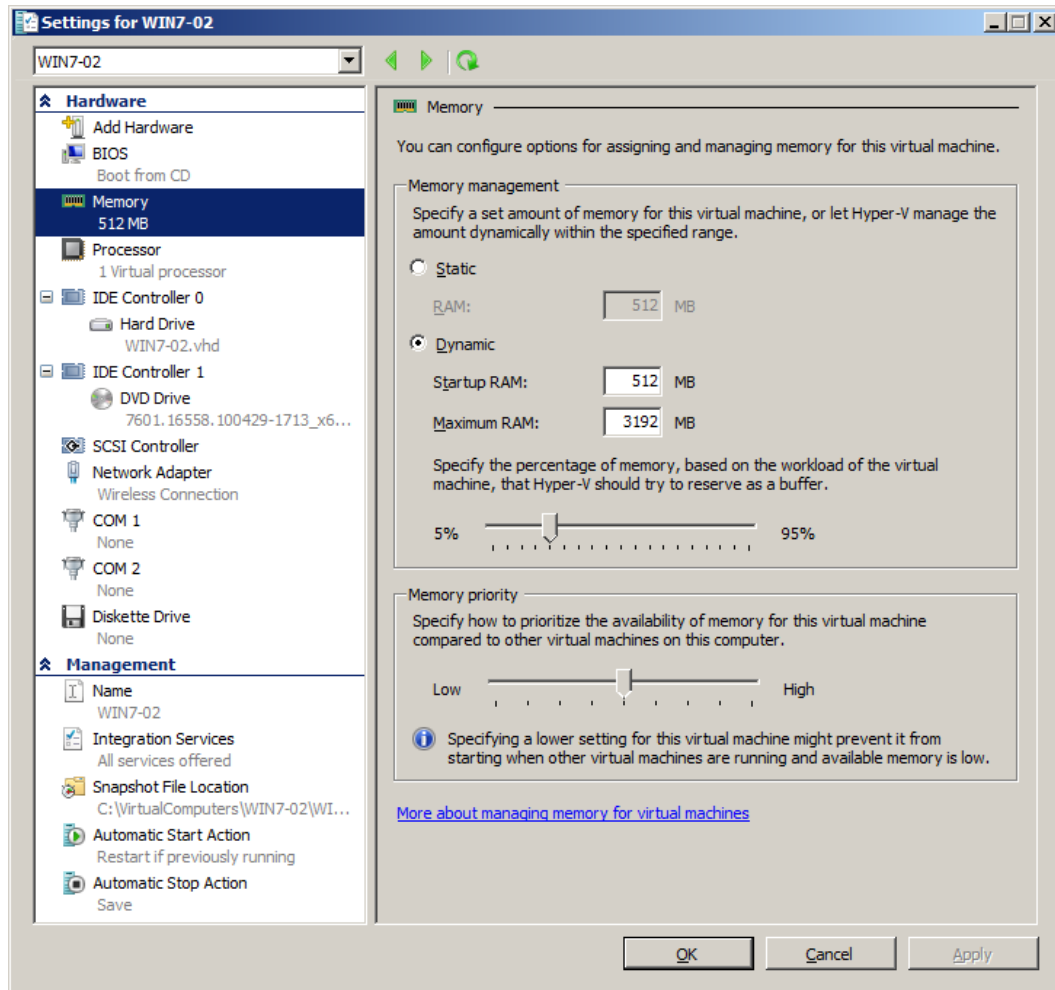 Settings for WIN7-02
WIN7-02
Hardware
Add Hardware
BIOS
Boot from CD
Memory
512 MB
Processor
1 Virtual processor
IDE Controller 0
Hard Drive
WIN7-02.vhd
IDE Controller 1
DVD Drive
7601.16558.100429-1713_x6...
SCSI Controller
Network Adapter
Wireless Connection
COM 1
None
COM 2
None
Diskette Drive
None
Management
Name
WIN7-02
Integration Services
All services offered
Snapshot File Location
C:\VirtualComputers\WIN7-02\WI...
Automatic Start Action
Restart if previously running
Automatic Stop Action
Save
Memory
You can configure options for assigning and managing memory for this virtual machine.
Memory management
Specify a set amount of memory for this virtual machine, or let Hyper-V manage the
amount dynamically within the specified range.
Static
RAM: 512 MB
Dynamic
Startup RAM: 512 MB
Maximum RAM: 3192 MB
Specify the percentage of memory, based on the workload of the virtual
machine, that Hyper-V should try to reserve as a buffer.
5% 95%
Memory priority
Specify how to prioritize the availability of memory for this virtual machine
compared to other virtual machines on this computer.
Low High
Specifying a lower setting for this virtual machine might prevent it from
starting when other virtual machines are running and available memory is low.
More about managing memory for virtual machines
OK Cancel Apply